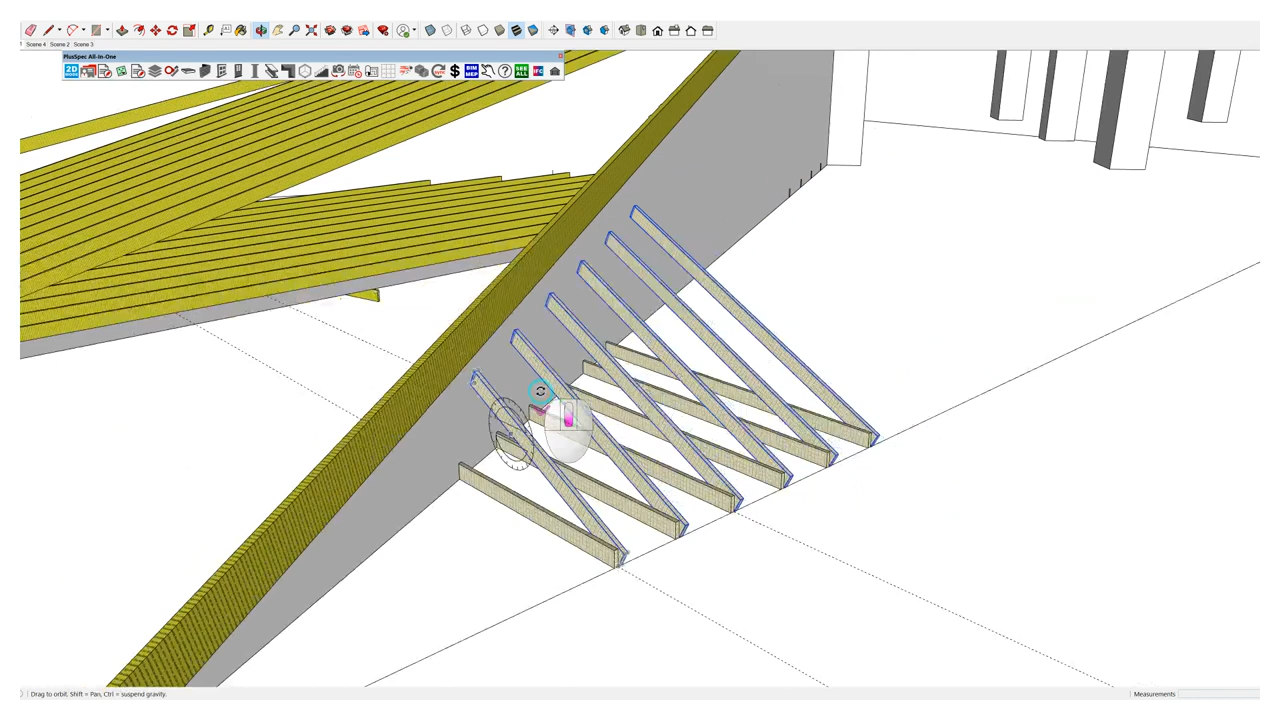 Scene 4 Scene 2 Scene 3
PlusSpec All-In-One
2D
$
BIM
MEP
?
SEE
ALL
IFC
Drag to orbit. Shift = Pan, Ctrl = suspend gravity.
Measurements